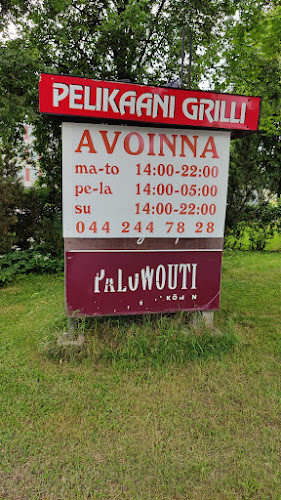 PELIKAANI GRILLI
AVOINNA
ma-to 14:00-22:00
pe-la 14:00-05:00
su 14:00-22:00
044 244 78 28